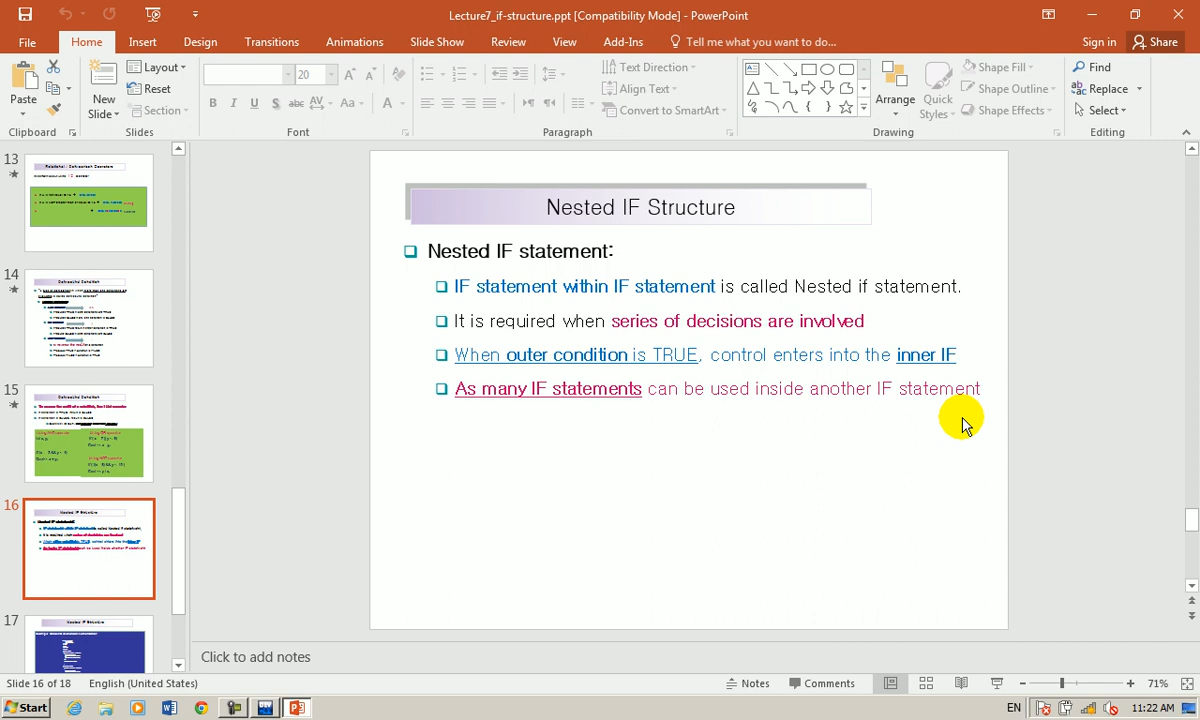 Lecture7_if-structure.ppt [Compatibility Mode] - PowerPoint
File Home Insert Design Transitions Animations Slide Show Review View Add-Ins Tell me what you want to do... Sign in Share
Paste
Clipboard
New Slide
Layout
Reset
Section
Slides
20
B I U S abc AV Aa A
Font
Text Direction
Align Text
Convert to SmartArt
Paragraph
Arrange
Quick Styles
Shape Fill
Shape Outline
Shape Effects
Drawing
Find
Replace
Select
Editing
13
14
15
16
17
Nested IF Structure
Nested IF statement:
IF statement within IF statement is called Nested if statement.
It is required when series of decisions are involved
When outer condition is TRUE, control enters into the inner IF
As many IF statements can be used inside another IF statement
Click to add notes
Slide 16 of 18 English (United States) Notes Comments 71%
Start EN 11:22 AM